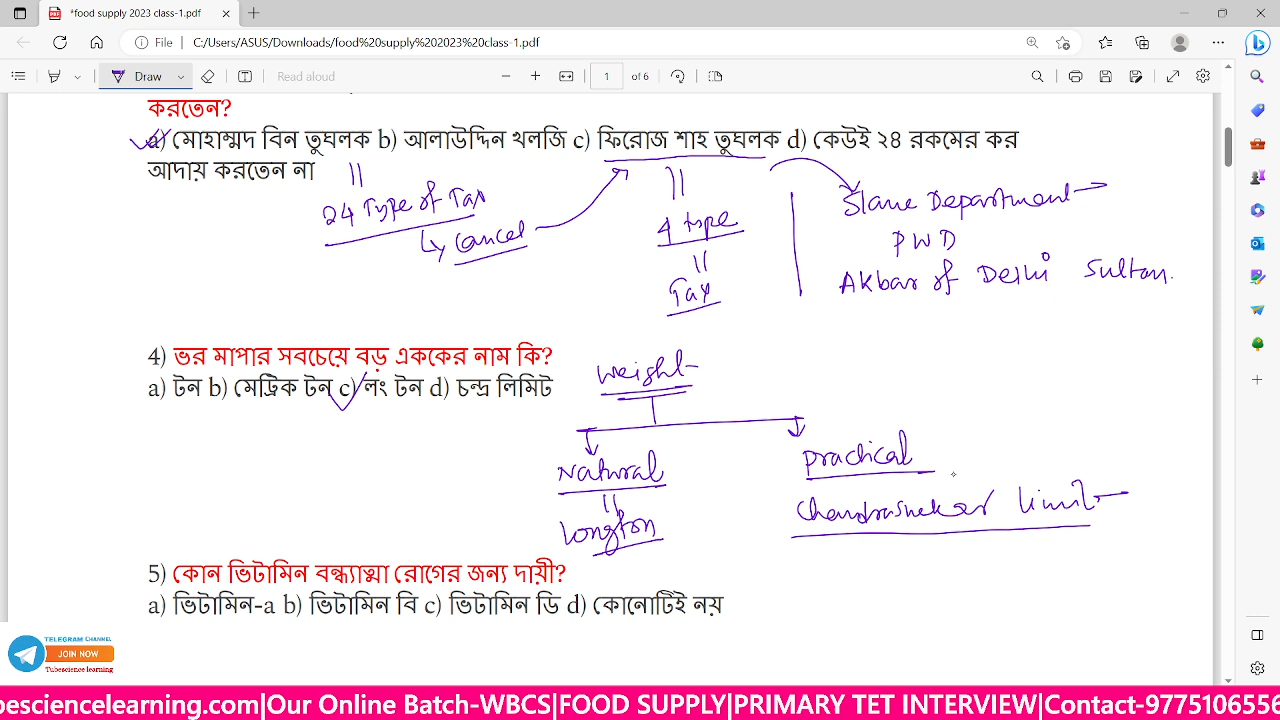 *food supply 2023 class-1.pdf
File C:/Users/ASUS/Downloads/food%20supply%202023%20class-1.pdf
Draw Read aloud 1 of 6
করতেন?
a) মোহাম্মদ বিন তুঘলক b) আলাউদ্দিন খলজি c) ফিরোজ শাহ তুঘলক d) কেউই ২৪ রকমের কর
আদায় করতেন না
24 Type of Tax
↳ Cancel
4 type
Tax
Slave Department
PWD
Akbar of Delhi Sultan.
4) ভর মাপার সবচেয়ে বড় এককের নাম কি?
a) টন b) মেট্রিক টন c) লং টন d) চন্দ্র লিমিট
Weight
Natural
Longton
Practical
Chandrasnekar limit
5) কোন ভিটামিন বন্ধ্যাত্মা রোগের জন্য দায়ী?
a) ভিটামিন-a b) ভিটামিন বি c) ভিটামিন ডি d) কোনোটিই নয়
TELEGRAM CHANNEL
JOIN NOW
Tubescience learning
besciencelearning.com|Our Online Batch-WBCS|FOOD SUPPLY|PRIMARY TET INTERVIEW|Contact-9775106556